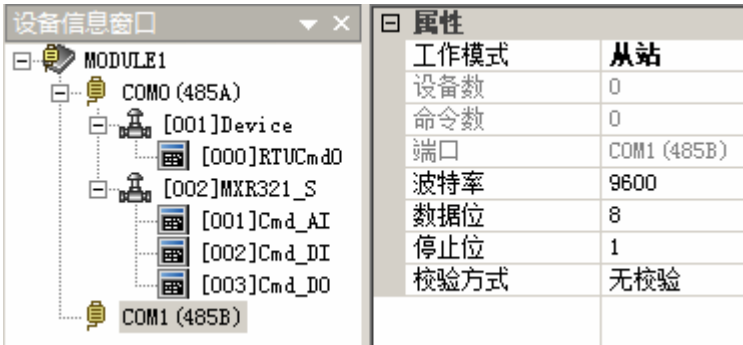 设备信息窗口
MODULE1
COM0(485A)
[001]Device
[000]RTUCmd0
[002]MXR321_S
[001]Cmd_AI
[002]Cmd_DI
[003]Cmd_DO
COM1(485B)
属性
工作模式 从站
设备数 0
命令数 0
端口 COM1(485B)
波特率 9600
数据位 8
停止位 1
校验方式 无校验